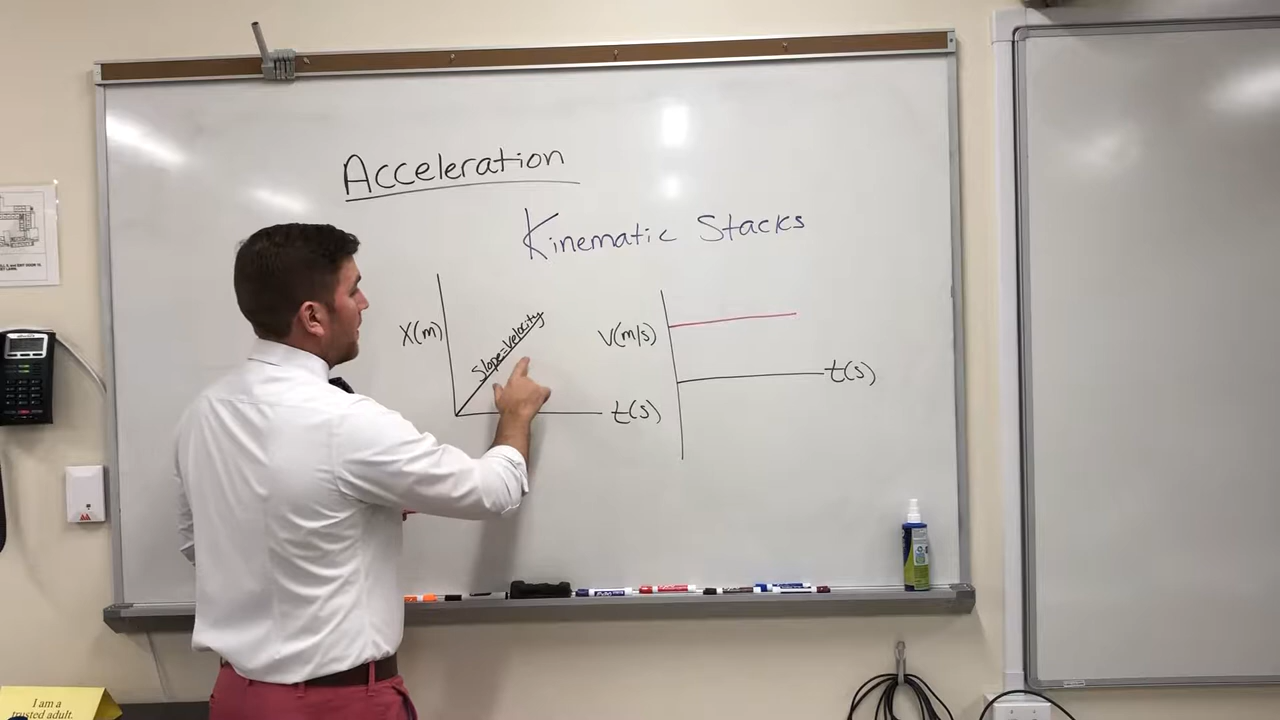 Acceleration
Kinematic Stacks
X(m)
Slope=Velocity
t(s)
V(m/s)
t(s)
I am a
trusted adult.